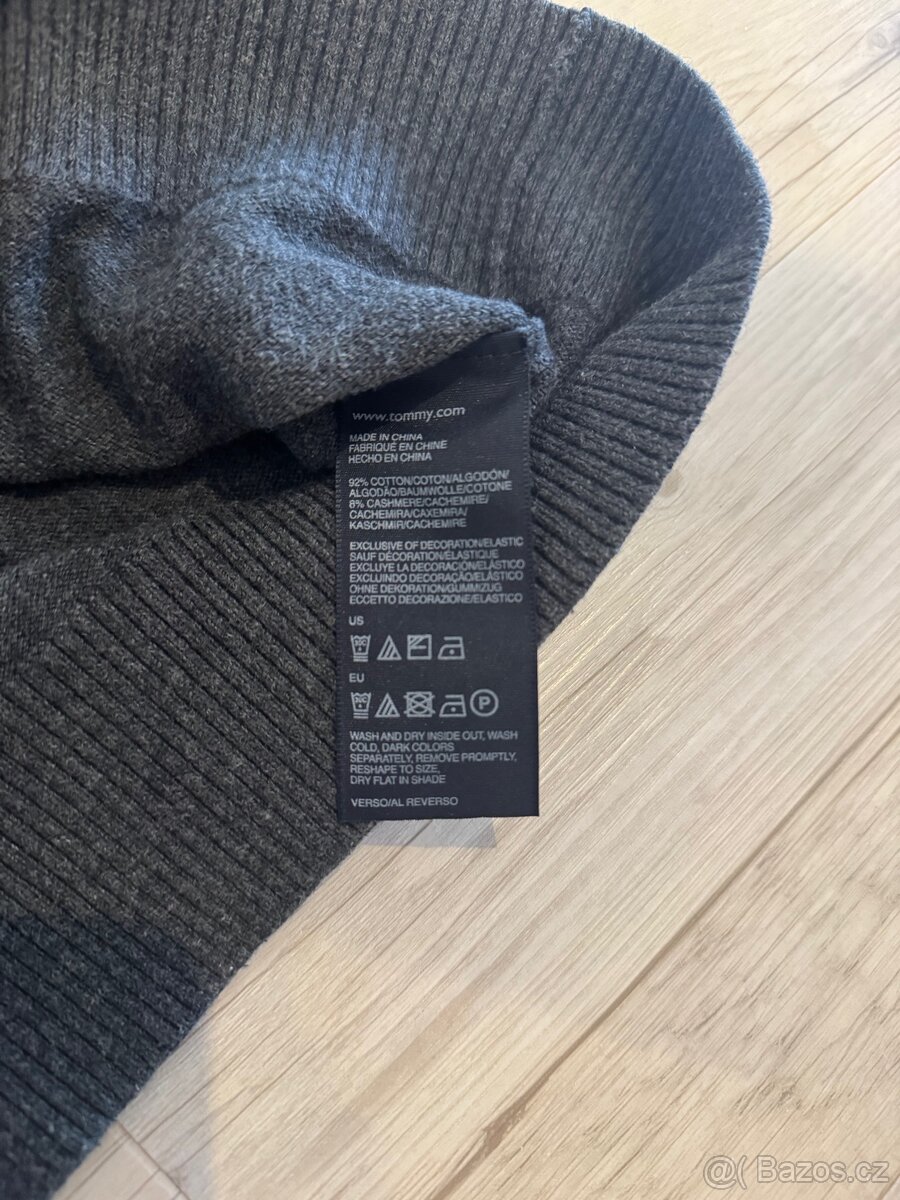 www.tommy.com
MADE IN CHINA
FABRIQUÉ EN CHINE
HECHO EN CHINA
92% COTTON/COTON/ALGODÓN/
ALGODÃO/BAUMWOLLE/COTONE
8% CASHMERE/CACHEMIRE/
CACHEMIRA/CAXEMIRA/
KASCHMIR/CACHEMIRE
EXCLUSIVE OF DECORATION/ELASTIC
SAUF DÉCORATION/ÉLASTIQUE
EXCLUYE LA DECORACIÓN/ELÁSTICO
EXCLUINDO DECORAÇÃO/ELÁSTICO
OHNE DEKORATION/GUMMIZUG
ECCETTO DECORAZIONE/ELASTICO
US
EU
P
WASH AND DRY INSIDE OUT, WASH
COLD, DARK COLORS
SEPARATELY, REMOVE PROMPTLY,
RESHAPE TO SIZE,
DRY FLAT IN SHADE
VERSO/AL REVERSO
Bazos.cz